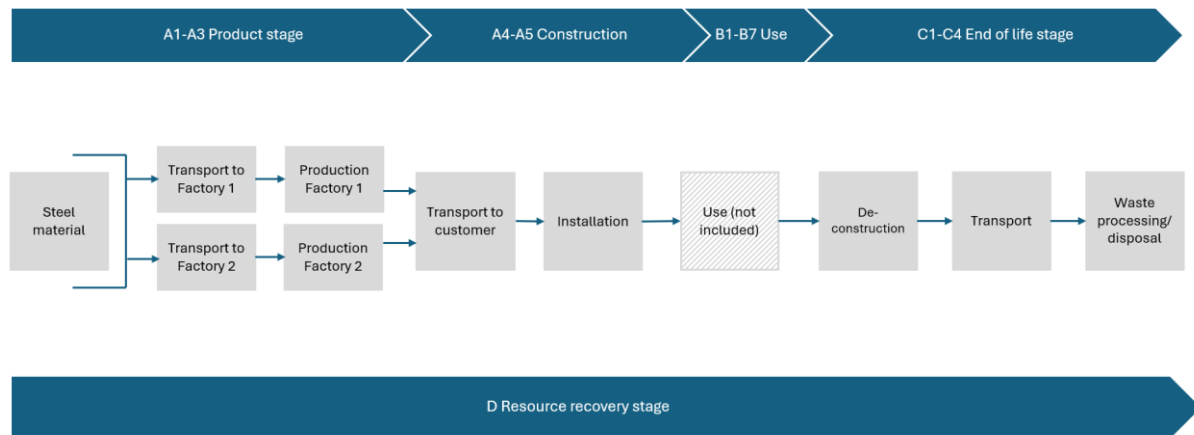 A1-A3 Product stage
A4-A5 Construction
B1-B7 Use
C1-C4 End of life stage
Steel
material
Transport to
Factory 1
Production
Factory 1
Transport to
Factory 2
Production
Factory 2
Transport to
customer
Installation
Use (not
included)
De-
construction
Transport
Waste
processing/
disposal
D Resource recovery stage